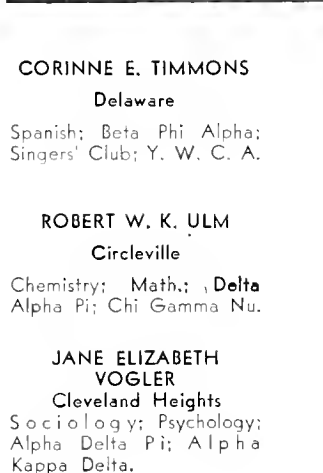 CORINNE E. TIMMONS
Delaware
Spanish; Beta Phi Alpha;
Singers' Club; Y. W. C. A.
ROBERT W. K. ULM
Circleville
Chemistry; Math.; Delta
Alpha Pi; Chi Gamma Nu.
JANE ELIZABETH
VOGLER
Cleveland Heights
Sociology; Psychology;
Alpha Delta Pi; Alpha
Kappa Delta.